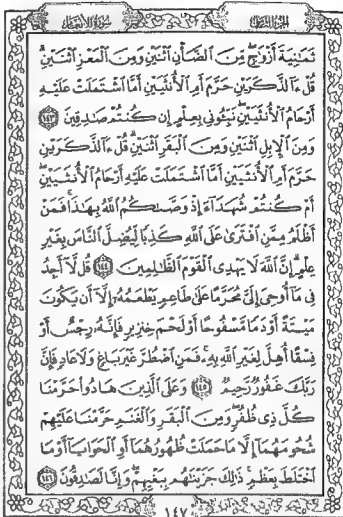 الجزء الثامن سورة الأنعام
ثَمَٰنِيَةَ أَزْوَٰجٍ مِّنَ ٱلضَّأْنِ ٱثْنَيْنِ وَمِنَ ٱلْمَعْزِ ٱثْنَيْنِ
قُلْ ءَآلذَّكَرَيْنِ حَرَّمَ أَمِ ٱلْأُنثَيَيْنِ أَمَّا ٱشْتَمَلَتْ عَلَيْهِ
أَرْحَامُ ٱلْأُنثَيَيْنِ نَبِّـُٔونِى بِعِلْمٍ إِن كُنتُمْ صَٰدِقِينَ ١٤٣
وَمِنَ ٱلْإِبِلِ ٱثْنَيْنِ وَمِنَ ٱلْبَقَرِ ٱثْنَيْنِ قُلْ ءَآلذَّكَرَيْنِ
حَرَّمَ أَمِ ٱلْأُنثَيَيْنِ أَمَّا ٱشْتَمَلَتْ عَلَيْهِ أَرْحَامُ ٱلْأُنثَيَيْنِ
أَمْ كُنتُمْ شُهَدَآءَ إِذْ وَصَّىٰكُمُ ٱللَّهُ بِهَٰذَا فَمَنْ
أَظْلَمُ مِمَّنِ ٱفْتَرَىٰ عَلَى ٱللَّهِ كَذِبًا لِّيُضِلَّ ٱلنَّاسَ بِغَيْرِ
عِلْمٍ إِنَّ ٱللَّهَ لَا يَهْدِى ٱلْقَوْمَ ٱلظَّٰلِمِينَ ١٤٤ قُل لَّآ أَجِدُ
فِى مَآ أُوحِىَ إِلَىَّ مُحَرَّمًا عَلَىٰ طَاعِمٍ يَطْعَمُهُۥٓ إِلَّآ أَن يَكُونَ
مَيْتَةً أَوْ دَمًا مَّسْفُوحًا أَوْ لَحْمَ خِنزِيرٍ فَإِنَّهُۥ رِجْسٌ أَوْ
فِسْقًا أُهِلَّ لِغَيْرِ ٱللَّهِ بِهِۦ فَمَنِ ٱضْطُرَّ غَيْرَ بَاغٍ وَلَا عَادٍ فَإِنَّ
رَبَّكَ غَفُورٌ رَّحِيمٌ ١٤٥ وَعَلَى ٱلَّذِينَ هَادُوا۟ حَرَّمْنَا
كُلَّ ذِى ظُفُرٍ وَمِنَ ٱلْبَقَرِ وَٱلْغَنَمِ حَرَّمْنَا عَلَيْهِمْ
شُحُومَهُمَآ إِلَّا مَا حَمَلَتْ ظُهُورُهُمَآ أَوِ ٱلْحَوَايَآ أَوْ مَا
ٱخْتَلَطَ بِعَظْمٍ ذَٰلِكَ جَزَيْنَٰهُم بِبَغْيِهِمْ وَإِنَّا لَصَٰدِقُونَ ١٤٦
١٤٧